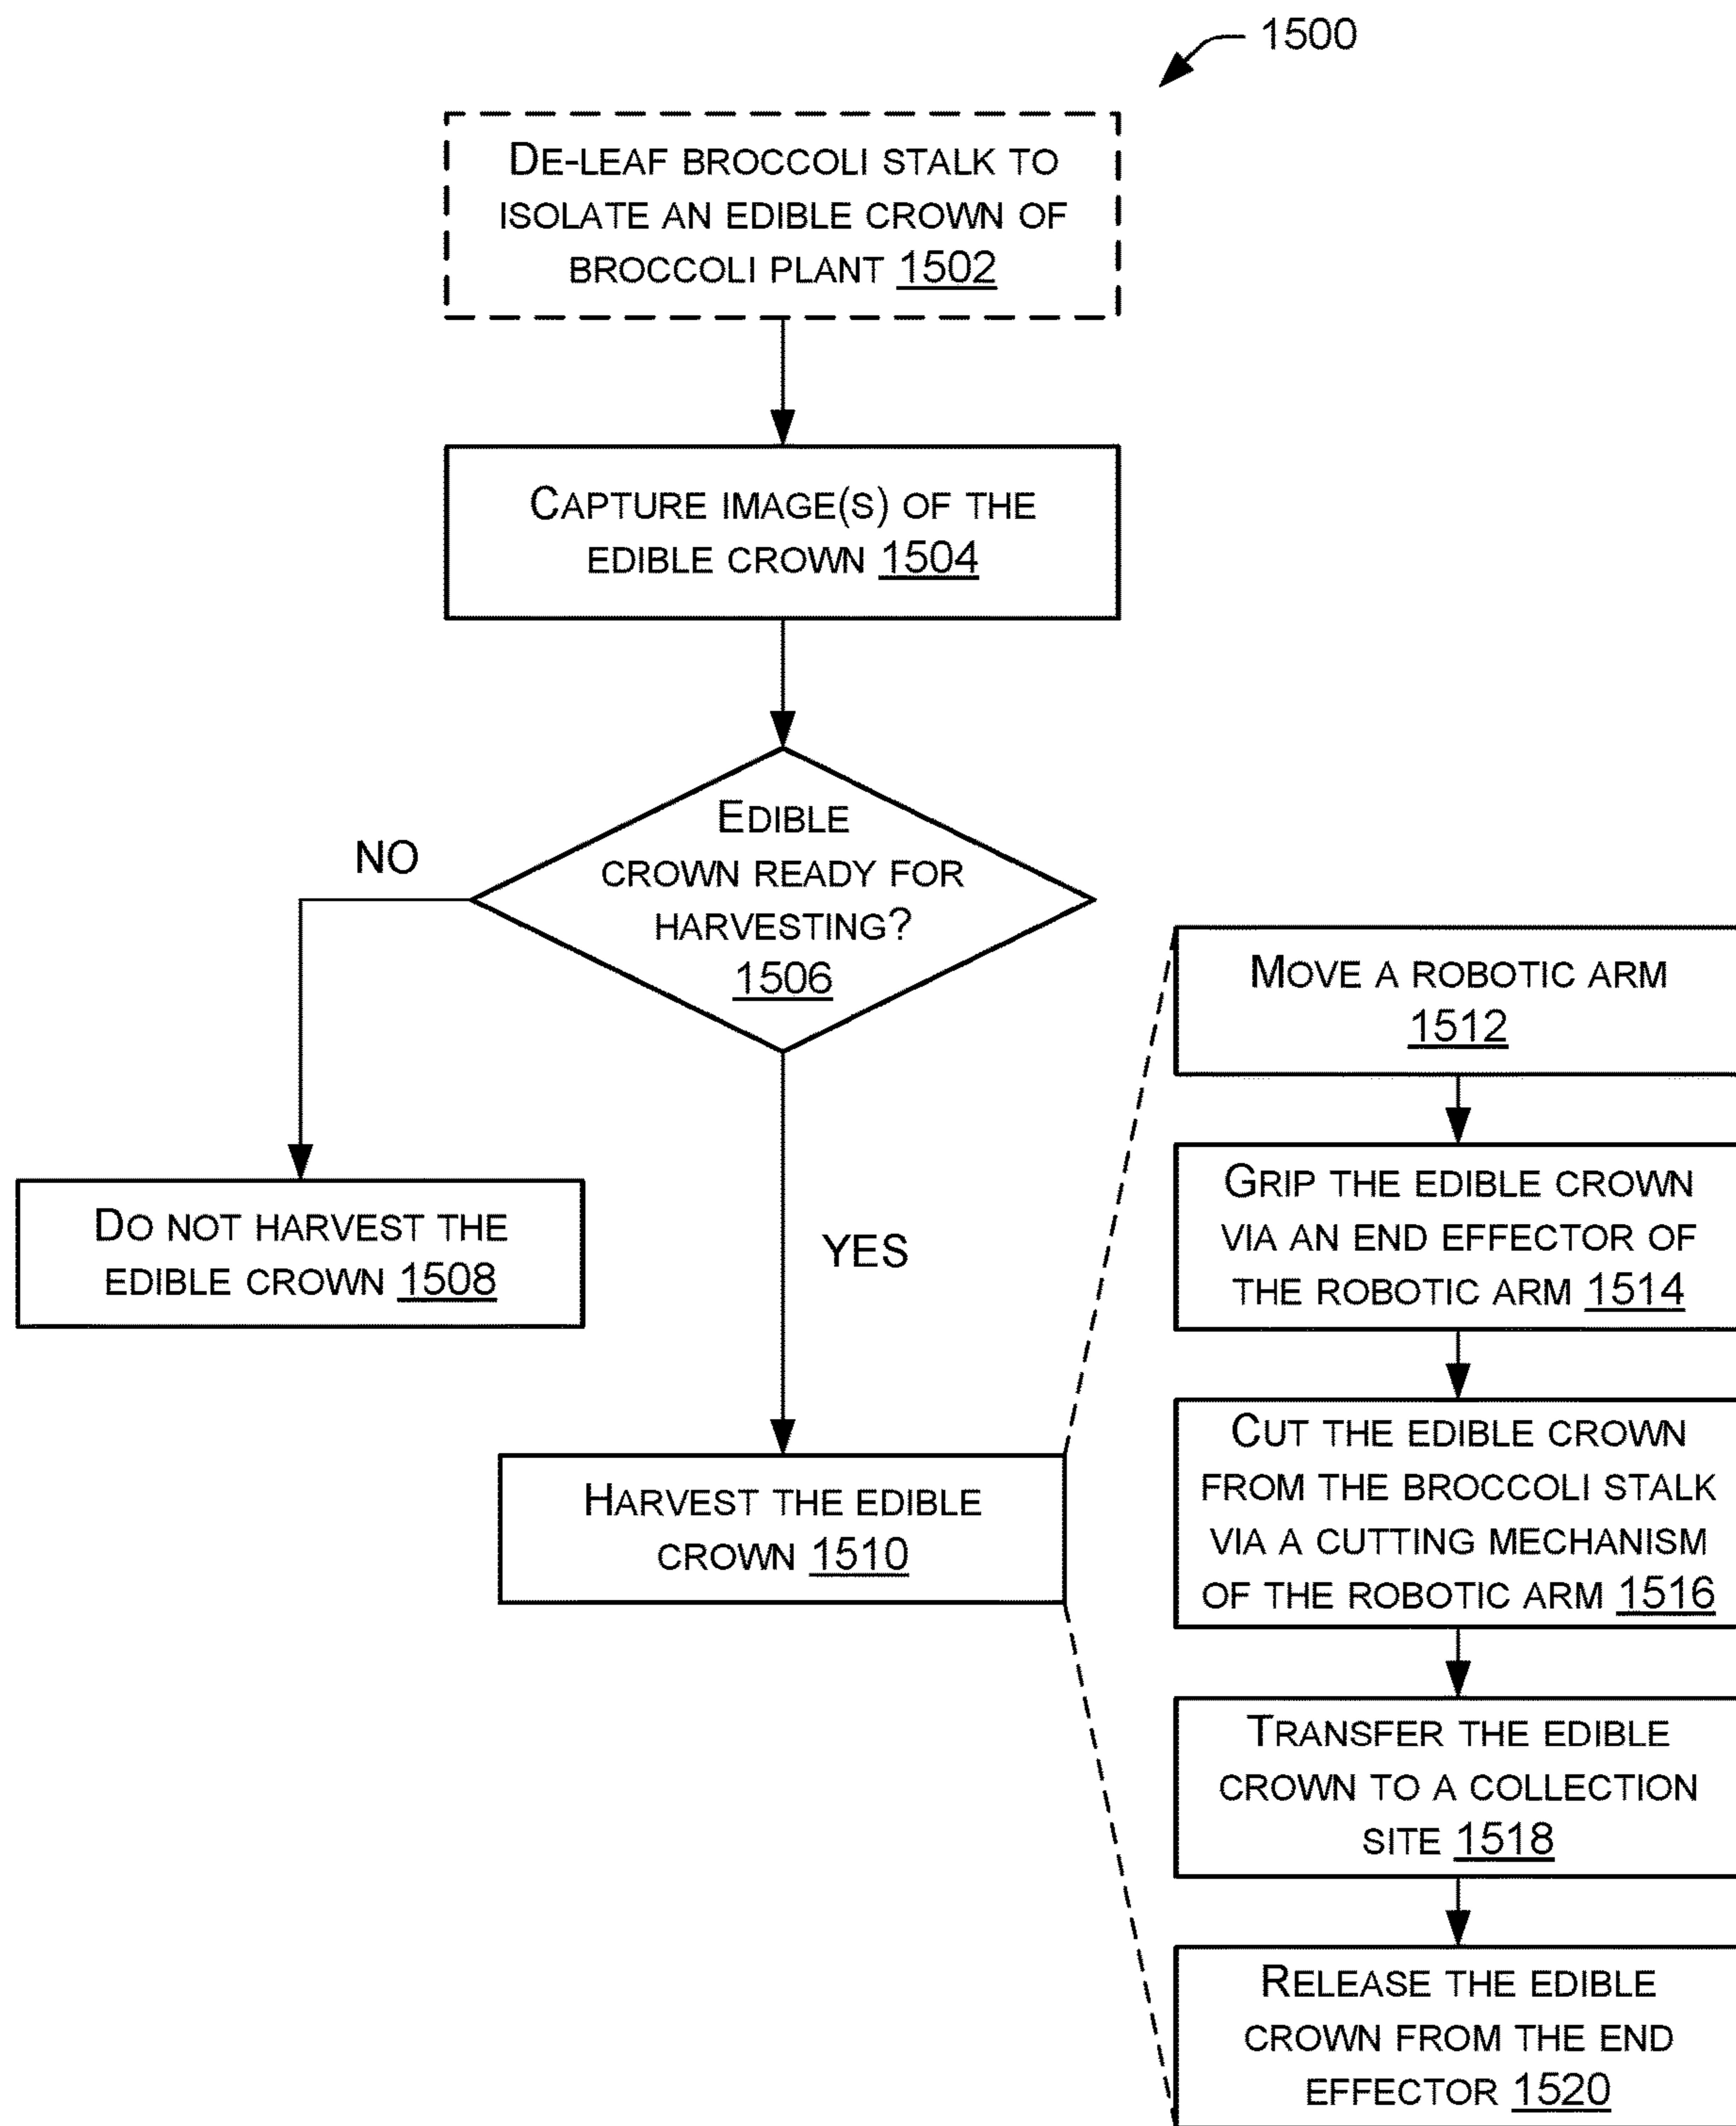 1500
DE-LEAF BROCCOLI STALK TO
ISOLATE AN EDIBLE CROWN OF
BROCCOLI PLANT 1502
CAPTURE IMAGE(S) OF THE
EDIBLE CROWN 1504
EDIBLE
CROWN READY FOR
HARVESTING?
1506
NO
YES
DO NOT HARVEST THE
EDIBLE CROWN 1508
HARVEST THE EDIBLE
CROWN 1510
MOVE A ROBOTIC ARM
1512
GRIP THE EDIBLE CROWN
VIA AN END EFFECTOR OF
THE ROBOTIC ARM 1514
CUT THE EDIBLE CROWN
FROM THE BROCCOLI STALK
VIA A CUTTING MECHANISM
OF THE ROBOTIC ARM 1516
TRANSFER THE EDIBLE
CROWN TO A COLLECTION
SITE 1518
RELEASE THE EDIBLE
CROWN FROM THE END
EFFECTOR 1520